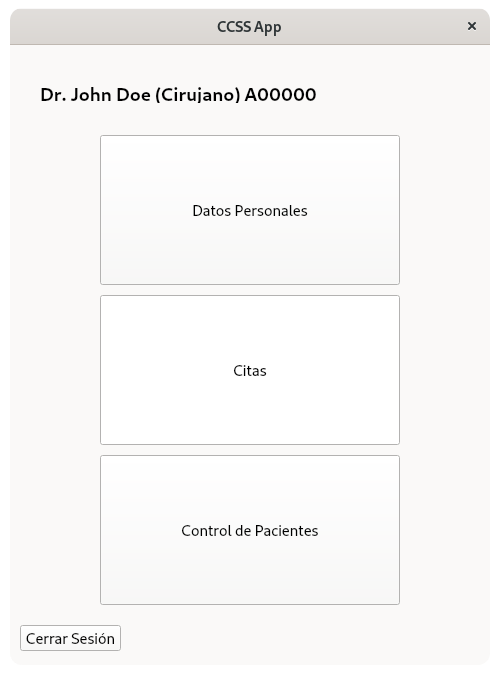 CCSS App
Dr. John Doe (Cirujano) A00000
Datos Personales
Citas
Control de Pacientes
Cerrar Sesión